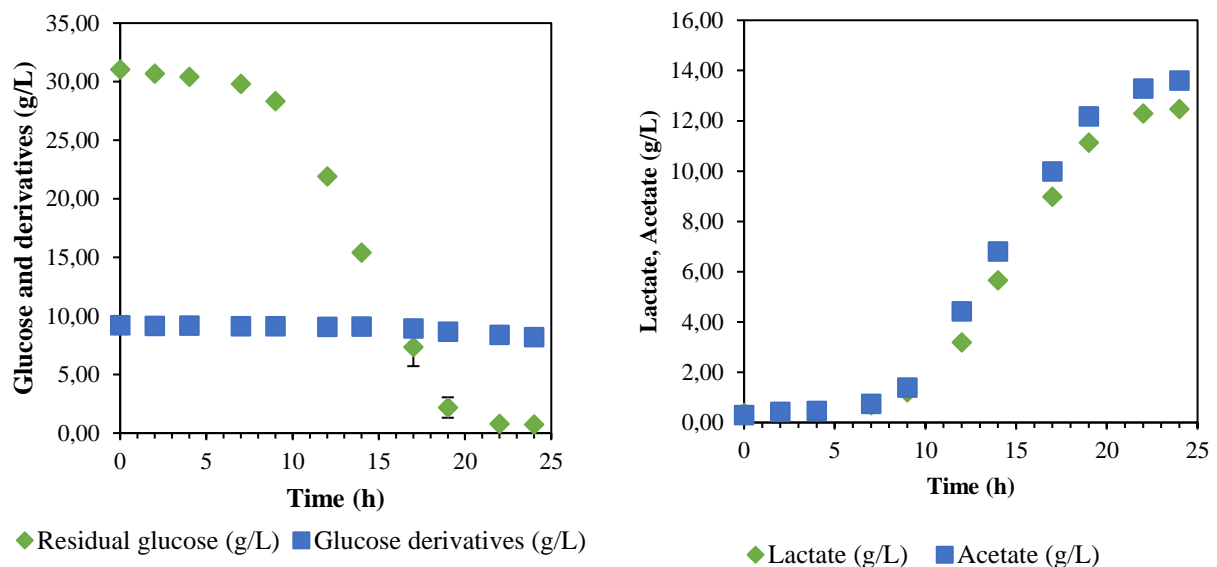 Glucose and derivatives (g/L)
35,00
30,00
25,00
20,00
15,00
10,00
5,00
0,00
0 5 10 15 20 25
Time (h)
Residual glucose (g/L) Glucose derivatives (g/L)
Lactate, Acetate (g/L)
16,00
14,00
12,00
10,00
8,00
6,00
4,00
2,00
0,00
0 5 10 15 20 25
Time (h)
Lactate (g/L) Acetate (g/L)